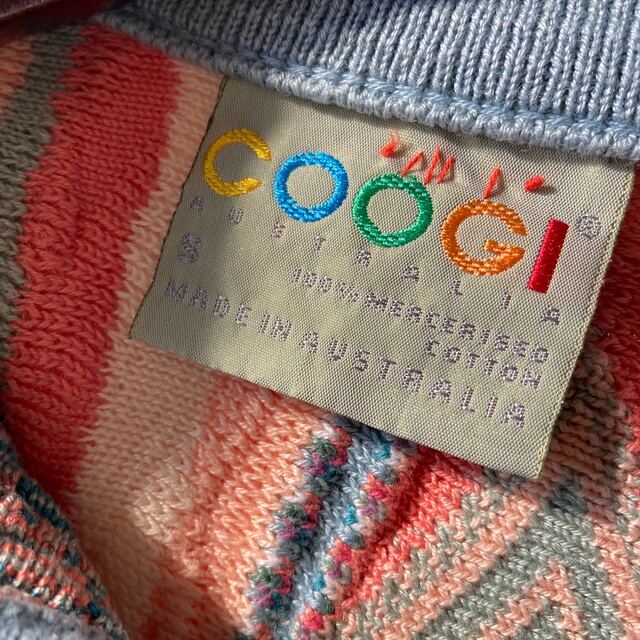 COOGI®
AUSTRALIA
S
100% MERCERISED
COTTON
MADE IN AUSTRALIA